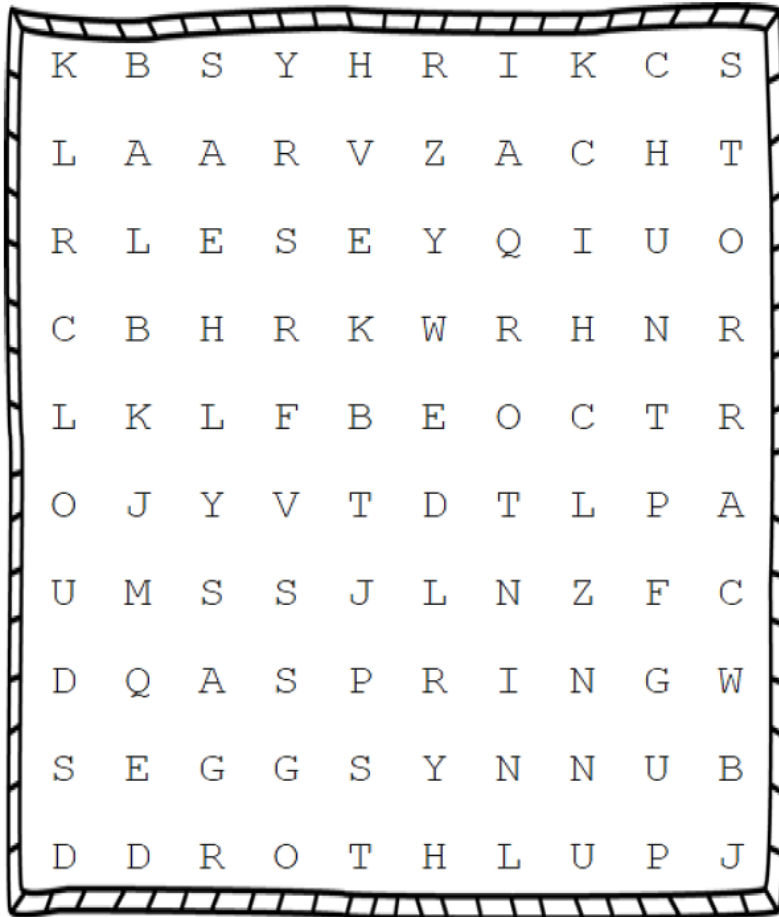 K B S Y H R I K C S
L A A R V Z A C H T
R L E S E Y Q I U O
C B H R K W R H N R
L K L F B E O C T R
O J Y V T D T L P A
U M S S J L N Z F C
D Q A S P R I N G W
S E G G S Y N N U B
D D R O T H L U P J